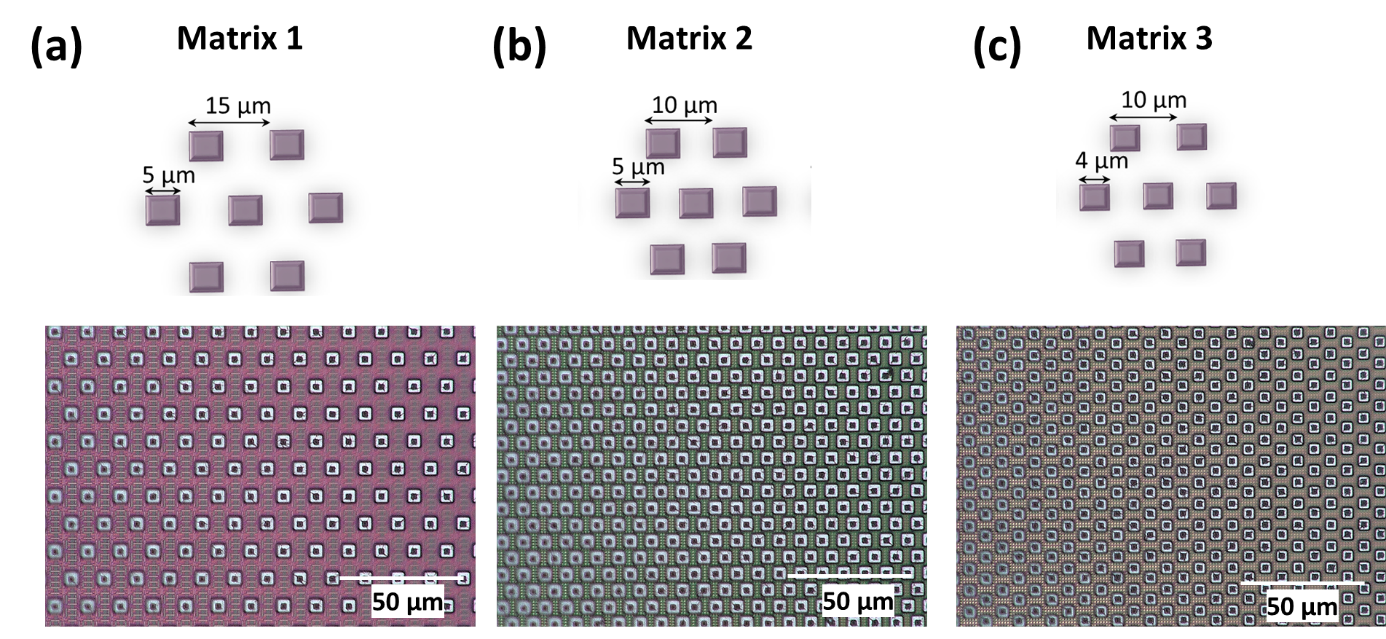 (a) Matrix 1
(b) Matrix 2
(c) Matrix 3
15 µm
5 µm
10 µm
5 µm
10 µm
4 µm
50 µm
50 µm
50 µm